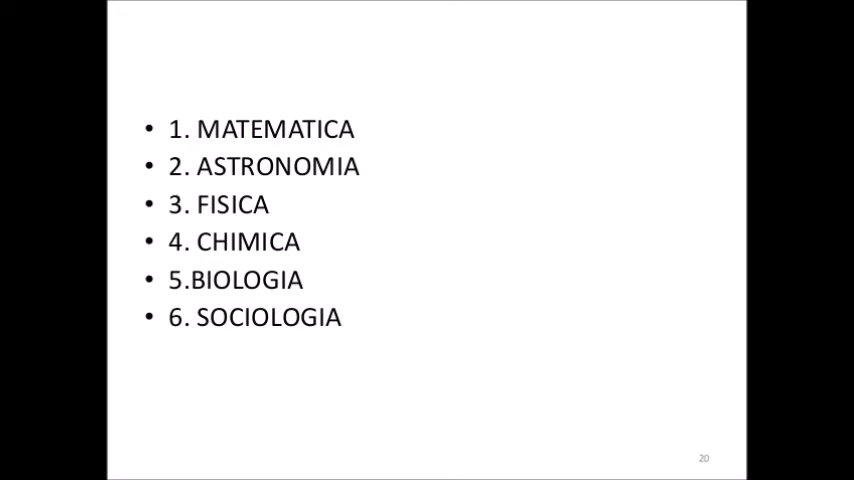 • 1. MATEMATICA
• 2. ASTRONOMIA
• 3. FISICA
• 4. CHIMICA
• 5.BIOLOGIA
• 6. SOCIOLOGIA
20